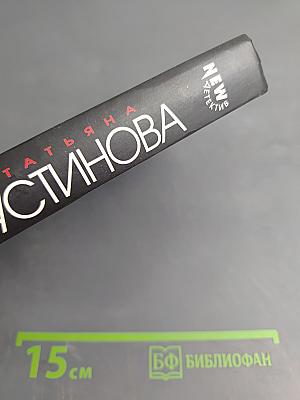 ТАТЬЯНА
УСТИНОВА
NEW
ДЕТЕКТИВ
15 см
БФ БИБЛИОФАН